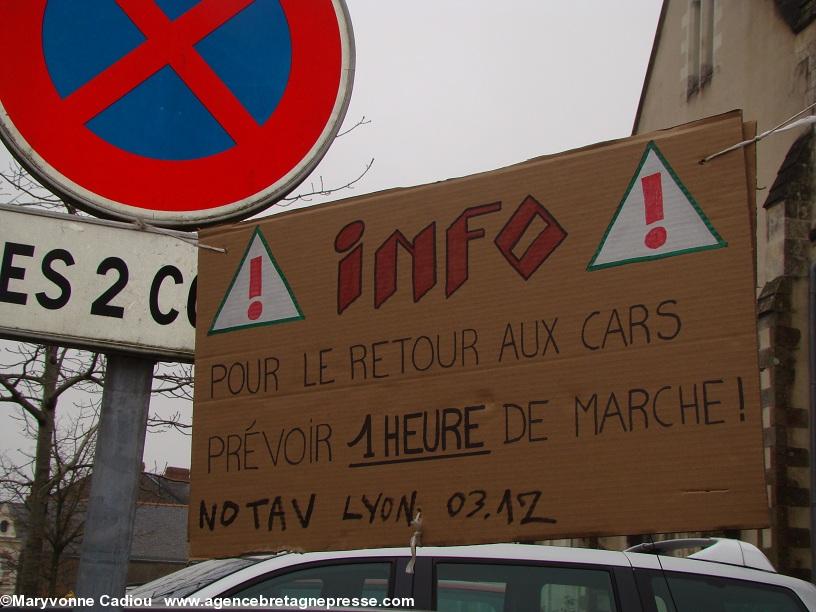 ES 2 CÔ
! INFO !
POUR LE RETOUR AUX CARS
PRÉVOIR 1 HEURE DE MARCHE !
NOTAV LYON. 03.12
©Maryvonne Cadiou /// www.agencebretagnepresse.com